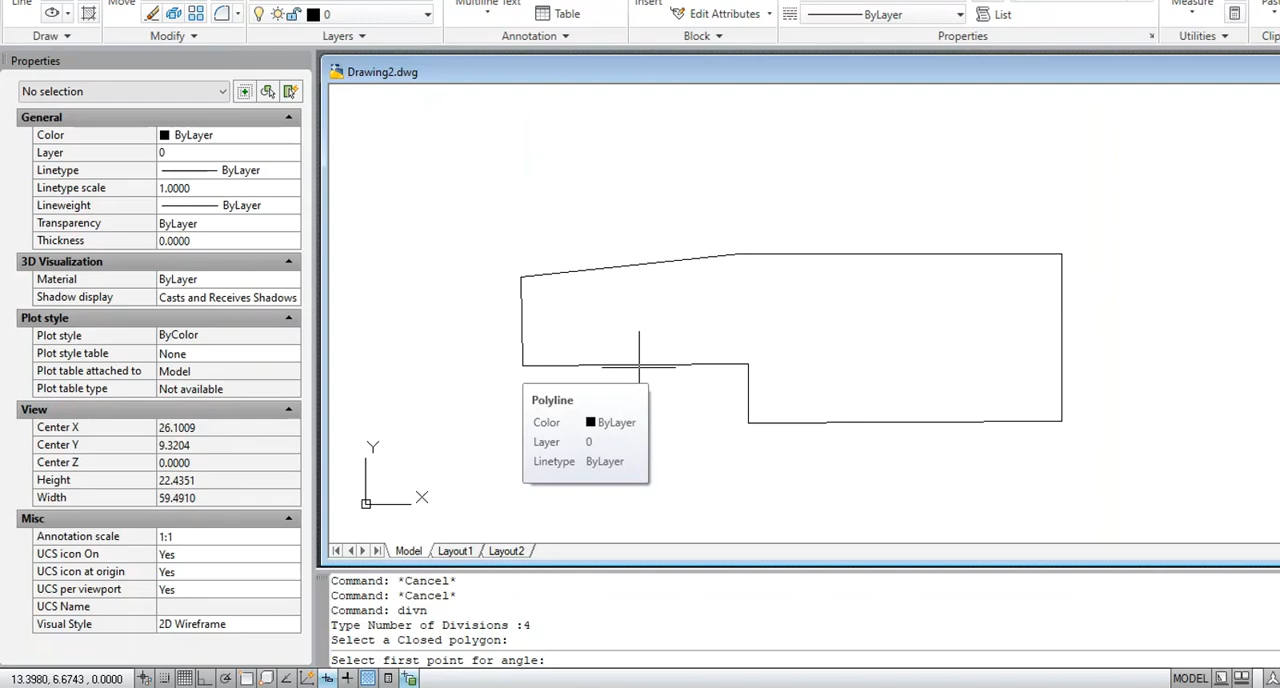 Line
Move
Multiline Text
Table
Insert
Edit Attributes
ByLayer
List
Measure
0
Draw
Modify
Layers
Annotation
Block
Properties
Utilities
Properties
Drawing2.dwg
No selection
General
Color ByLayer
Layer 0
Linetype ByLayer
Linetype scale 1.0000
Lineweight ByLayer
Transparency ByLayer
Thickness 0.0000
3D Visualization
Material ByLayer
Shadow display Casts and Receives Shadows
Plot style
Plot style ByColor
Plot style table None
Plot table attached to Model
Plot table type Not available
View
Center X 26.1009
Center Y 9.3204
Center Z 0.0000
Height 22.4351
Width 59.4910
Misc
Annotation scale 1:1
UCS icon On Yes
UCS icon at origin Yes
UCS per viewport Yes
UCS Name
Visual Style 2D Wireframe
Polyline
Color ByLayer
Layer 0
Linetype ByLayer
Y
X
Model Layout1 Layout2
Command: *Cancel*
Command: *Cancel*
Command: divn
Type Number of Divisions :4
Select a Closed polygon:
Select first point for angle:
13.3980, 6.6743 , 0.0000
MODEL